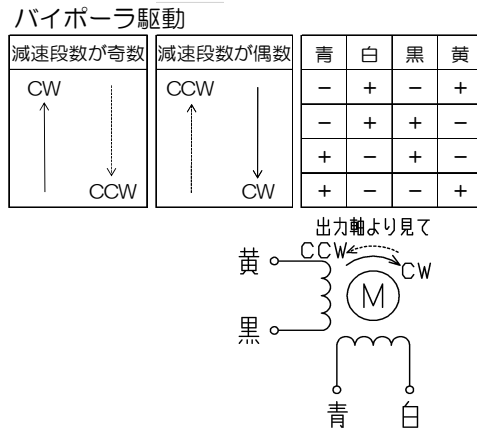 バイポーラ駆動
減速段数が奇数 減速段数が偶数 青 白 黒 黄
CW CCW - + - +
- + + -
+ - + -
CCW CW + - - +
出力軸より見て
黄 CCW CW
M
黒
青 白